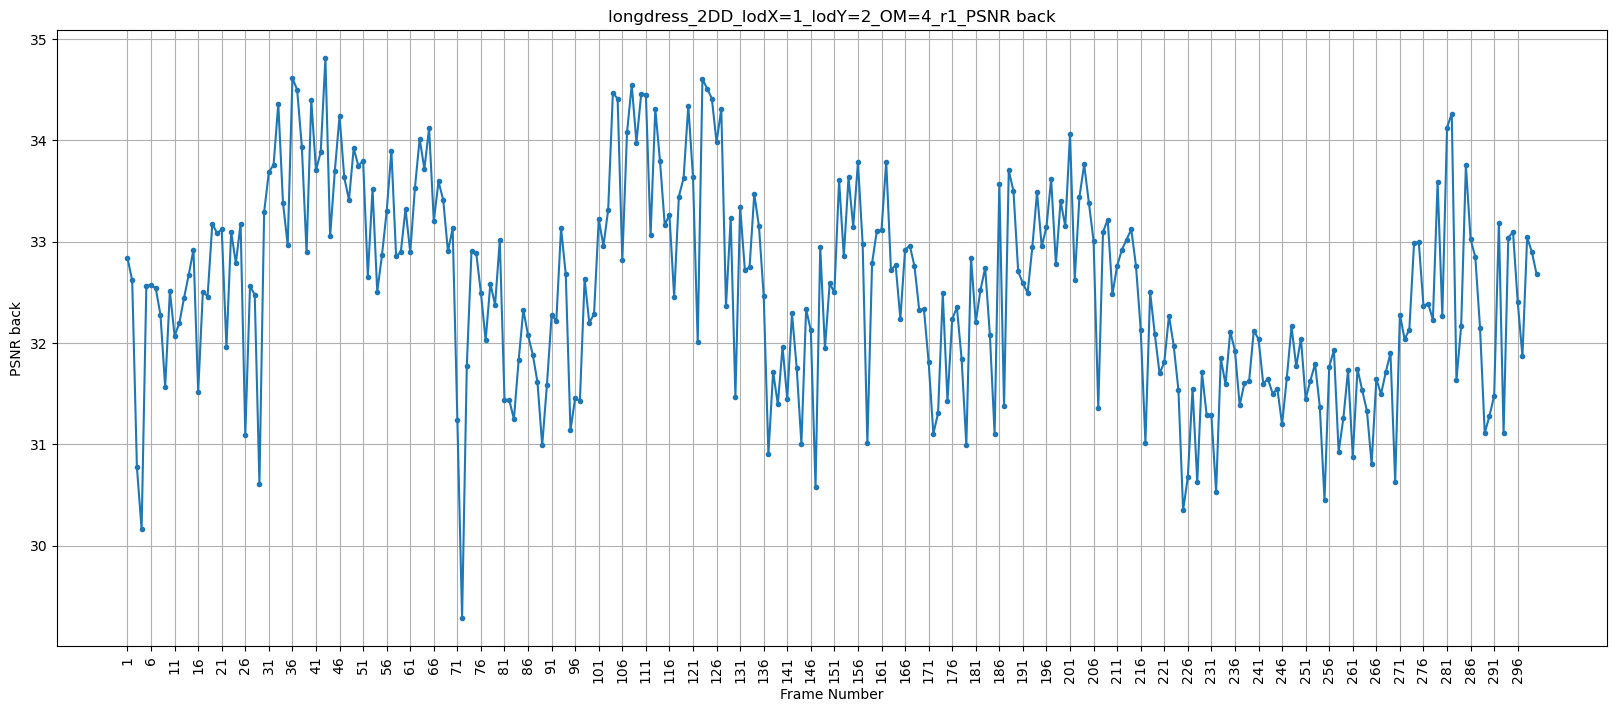 longdress_2DD_lodX=1_lodY=2_OM=4_r1_PSNR back
35
34
33
32
31
30
PSNR back
1 6 11 16 21 26 31 36 41 46 51 56 61 66 71 76 81 86 91 96 101 106 111 116 121 126 131 136 141 146 151 156 161 166 171 176 181 186 191 196 201 206 211 216 221 226 231 236 241 246 251 256 261 266 271 276 281 286 291 296
Frame Number